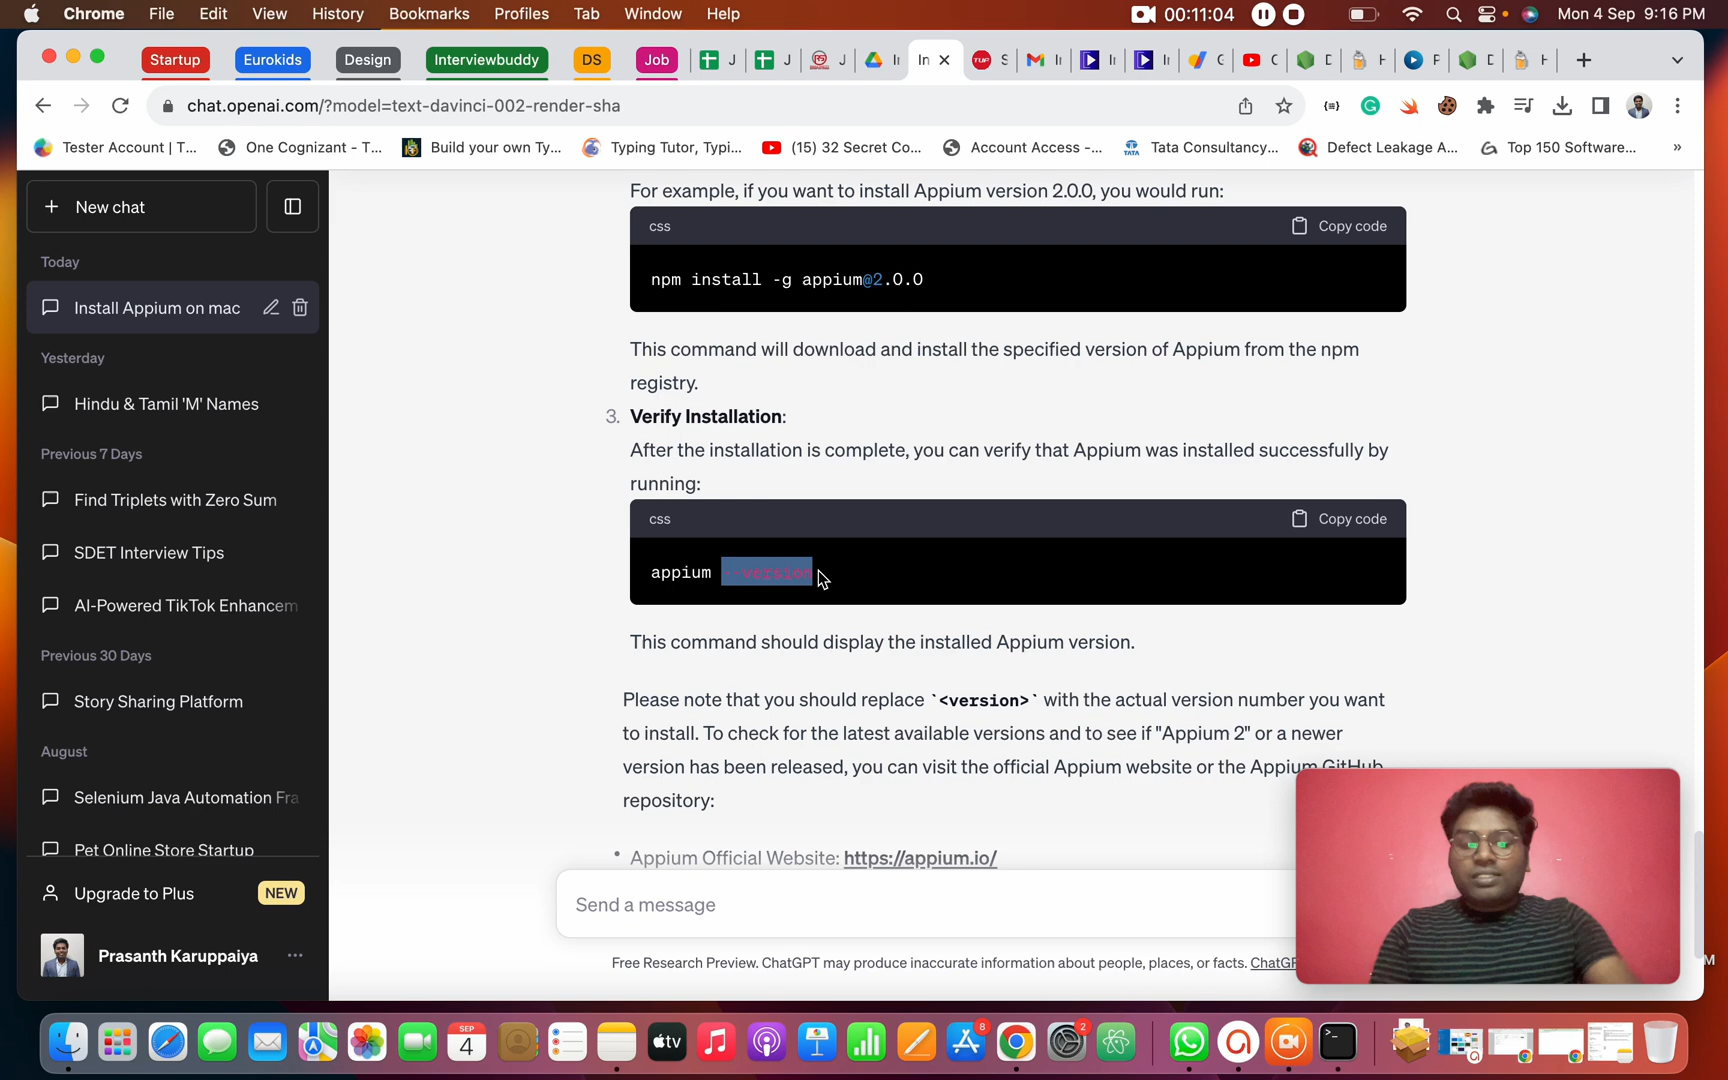 Chrome File Edit View History Bookmarks Profiles Tab Window Help 00:11:04 Mon 4 Sep 9:16 PM
Startup Eurokids Design Interviewbuddy DS Job J J J Ir In S Ir Ir Ir C C D H P D H
chat.openai.com/?model=text-davinci-002-render-sha
Tester Account | T... One Cognizant - T... Build your own Ty... Typing Tutor, Typi... (15) 32 Secret Co... Account Access -... Tata Consultancy... Defect Leakage A... Top 150 Software... »
New chat
Today
Install Appium on mac
Yesterday
Hindu & Tamil 'M' Names
Previous 7 Days
Find Triplets with Zero Sum
SDET Interview Tips
AI-Powered TikTok Enhancem
Previous 30 Days
Story Sharing Platform
August
Selenium Java Automation Fra
Pet Online Store Startup
Upgrade to Plus NEW
Prasanth Karuppaiya
For example, if you want to install Appium version 2.0.0, you would run:
css Copy code
npm install -g appium@2.0.0
This command will download and install the specified version of Appium from the npm
registry.
3. Verify Installation:
After the installation is complete, you can verify that Appium was installed successfully by
running:
css Copy code
appium --version
This command should display the installed Appium version.
Please note that you should replace `<version>` with the actual version number you want
to install. To check for the latest available versions and to see if "Appium 2" or a newer
version has been released, you can visit the official Appium website or the Appium GitHub
repository:
• Appium Official Website: https://appium.io/
Send a message
Free Research Preview. ChatGPT may produce inaccurate information about people, places, or facts. ChatGP
M
SEP
4
tv
8
2